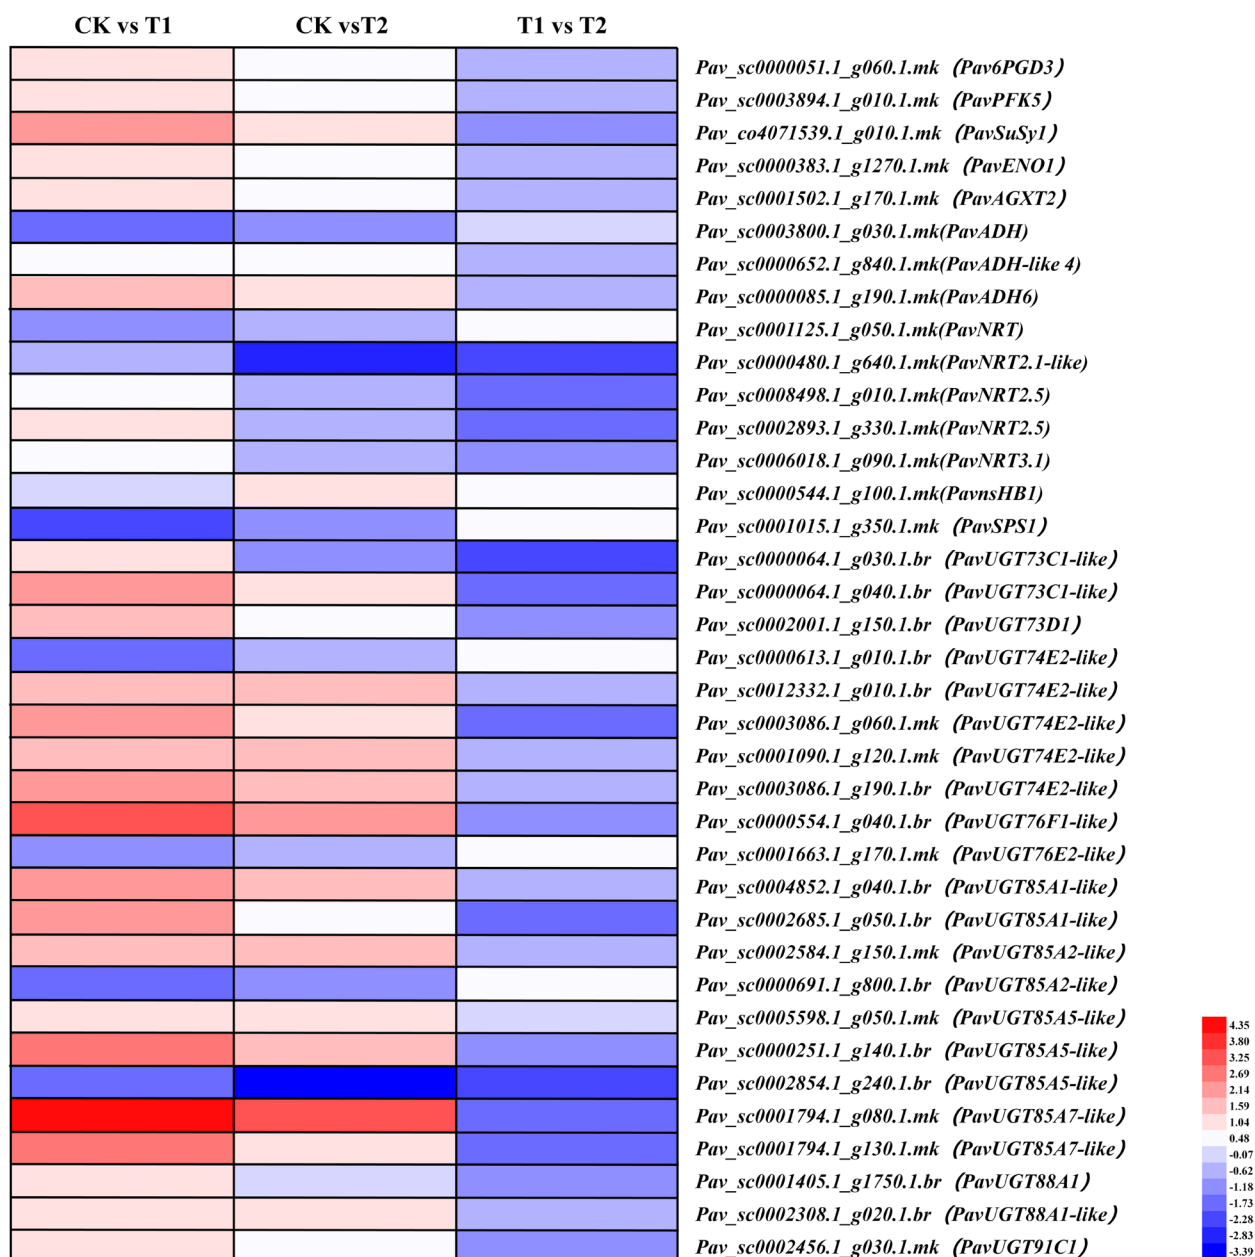 CK vs T1 CK vsT2 T1 vs T2
Pav_sc0000051.1_g060.1.mk (Pav6PGD3)
Pav_sc0003894.1_g010.1.mk (PavPFK5)
Pav_co4071539.1_g010.1.mk (PavSuSy1)
Pav_sc0000383.1_g1270.1.mk (PavENO1)
Pav_sc0001502.1_g170.1.mk (PavAGXT2)
Pav_sc0003800.1_g030.1.mk(PavADH)
Pav_sc0000652.1_g840.1.mk(PavADH-like 4)
Pav_sc0000085.1_g190.1.mk(PavADH6)
Pav_sc0001125.1_g050.1.mk(PavNRT)
Pav_sc0000480.1_g640.1.mk(PavNRT2.1-like)
Pav_sc0008498.1_g010.1.mk(PavNRT2.5)
Pav_sc0002893.1_g330.1.mk(PavNRT2.5)
Pav_sc0006018.1_g090.1.mk(PavNRT3.1)
Pav_sc0000544.1_g100.1.mk(PavnsHB1)
Pav_sc0001015.1_g350.1.mk (PavSPS1)
Pav_sc0000064.1_g030.1.br (PavUGT73C1-like)
Pav_sc0000064.1_g040.1.br (PavUGT73C1-like)
Pav_sc0002001.1_g150.1.br (PavUGT73D1)
Pav_sc0000613.1_g010.1.br (PavUGT74E2-like)
Pav_sc0012332.1_g010.1.br (PavUGT74E2-like)
Pav_sc0003086.1_g060.1.mk (PavUGT74E2-like)
Pav_sc0001090.1_g120.1.mk (PavUGT74E2-like)
Pav_sc0003086.1_g190.1.br (PavUGT74E2-like)
Pav_sc0000554.1_g040.1.br (PavUGT76F1-like)
Pav_sc0001663.1_g170.1.mk (PavUGT76E2-like)
Pav_sc0004852.1_g040.1.br (PavUGT85A1-like)
Pav_sc0002685.1_g050.1.br (PavUGT85A1-like)
Pav_sc0002584.1_g150.1.mk (PavUGT85A2-like)
Pav_sc0000691.1_g800.1.br (PavUGT85A2-like)
Pav_sc0005598.1_g050.1.mk (PavUGT85A5-like)
Pav_sc0000251.1_g140.1.br (PavUGT85A5-like)
Pav_sc0002854.1_g240.1.br (PavUGT85A5-like)
Pav_sc0001794.1_g080.1.mk (PavUGT85A7-like)
Pav_sc0001794.1_g130.1.mk (PavUGT85A7-like)
Pav_sc0001405.1_g1750.1.br (PavUGT88A1)
Pav_sc0002308.1_g020.1.br (PavUGT88A1-like)
Pav_sc0002456.1_g030.1.mk (PavUGT91C1)
4.35
3.80
3.25
2.69
2.14
1.59
1.04
0.48
-0.07
-0.62
-1.18
-1.73
-2.28
-2.83
-3.39